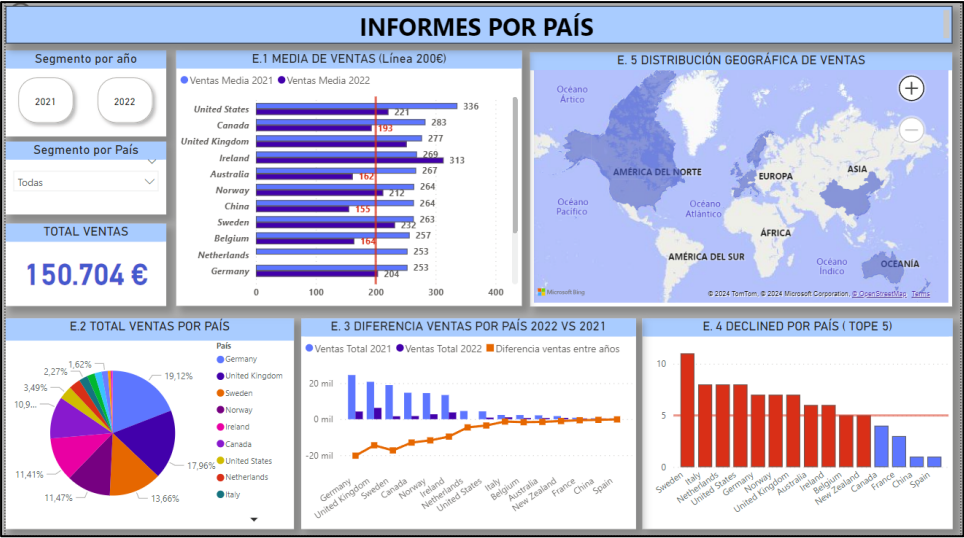 INFORMES POR PAÍS
Segmento por año
2021
2022
Segmento por País
Todas
TOTAL VENTAS
150.704 €
E.1 MEDIA DE VENTAS (Línea 200€)
Ventas Media 2021 Ventas Media 2022
United States 336 221
Canada 283 193
United Kingdom 277
Ireland 269 313
Australia 267 162
Norway 264 212
China 264 155
Sweden 263 232
Belgium 257 164
Netherlands 253
Germany 253 204
0 100 200 300 400
E. 5 DISTRIBUCIÓN GEOGRÁFICA DE VENTAS
Océano
Ártico
AMÉRICA DEL NORTE
EUROPA
ASIA
Océano
Pacífico
Océano
Atlántico
ÁFRICA
AMÉRICA DEL SUR
Océano
Índico
OCEANÍA
Microsoft Bing
© 2024 TomTom, © 2024 Microsoft Corporation, © OpenStreetMap Terms
E.2 TOTAL VENTAS POR PAÍS
19,12%
17,96%
13,66%
11,47%
11,41%
10,9...
3,49%
2,27%
1,62%
País
Germany
United Kingdom
Sweden
Norway
Ireland
Canada
United States
Netherlands
Italy
E. 3 DIFERENCIA VENTAS POR PAÍS 2022 VS 2021
Ventas Total 2021 Ventas Total 2022 Diferencia ventas entre años
20 mil
0 mil
-20 mil
Germany
United Kingdom
Sweden
Canada
Norway
Ireland
Netherlands
United States
Italy
Belgium
Australia
New Zealand
France
China
Spain
E. 4 DECLINED POR PAÍS ( TOPE 5)
10
5
0
Sweden
Italy
Netherlands
United States
Germany
Norway
United Kingdom
Australia
Ireland
Belgium
New Zealand
Canada
France
China
Spain